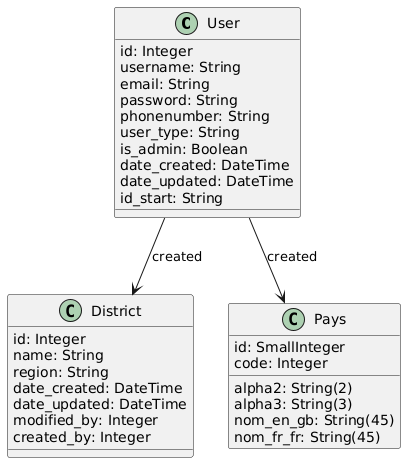 C User
id: Integer
username: String
email: String
password: String
phonenumber: String
user_type: String
is_admin: Boolean
date_created: DateTime
date_updated: DateTime
id_start: String
created
created
C District
id: Integer
name: String
region: String
date_created: DateTime
date_updated: DateTime
modified_by: Integer
created_by: Integer
C Pays
id: SmallInteger
code: Integer
alpha2: String(2)
alpha3: String(3)
nom_en_gb: String(45)
nom_fr_fr: String(45)